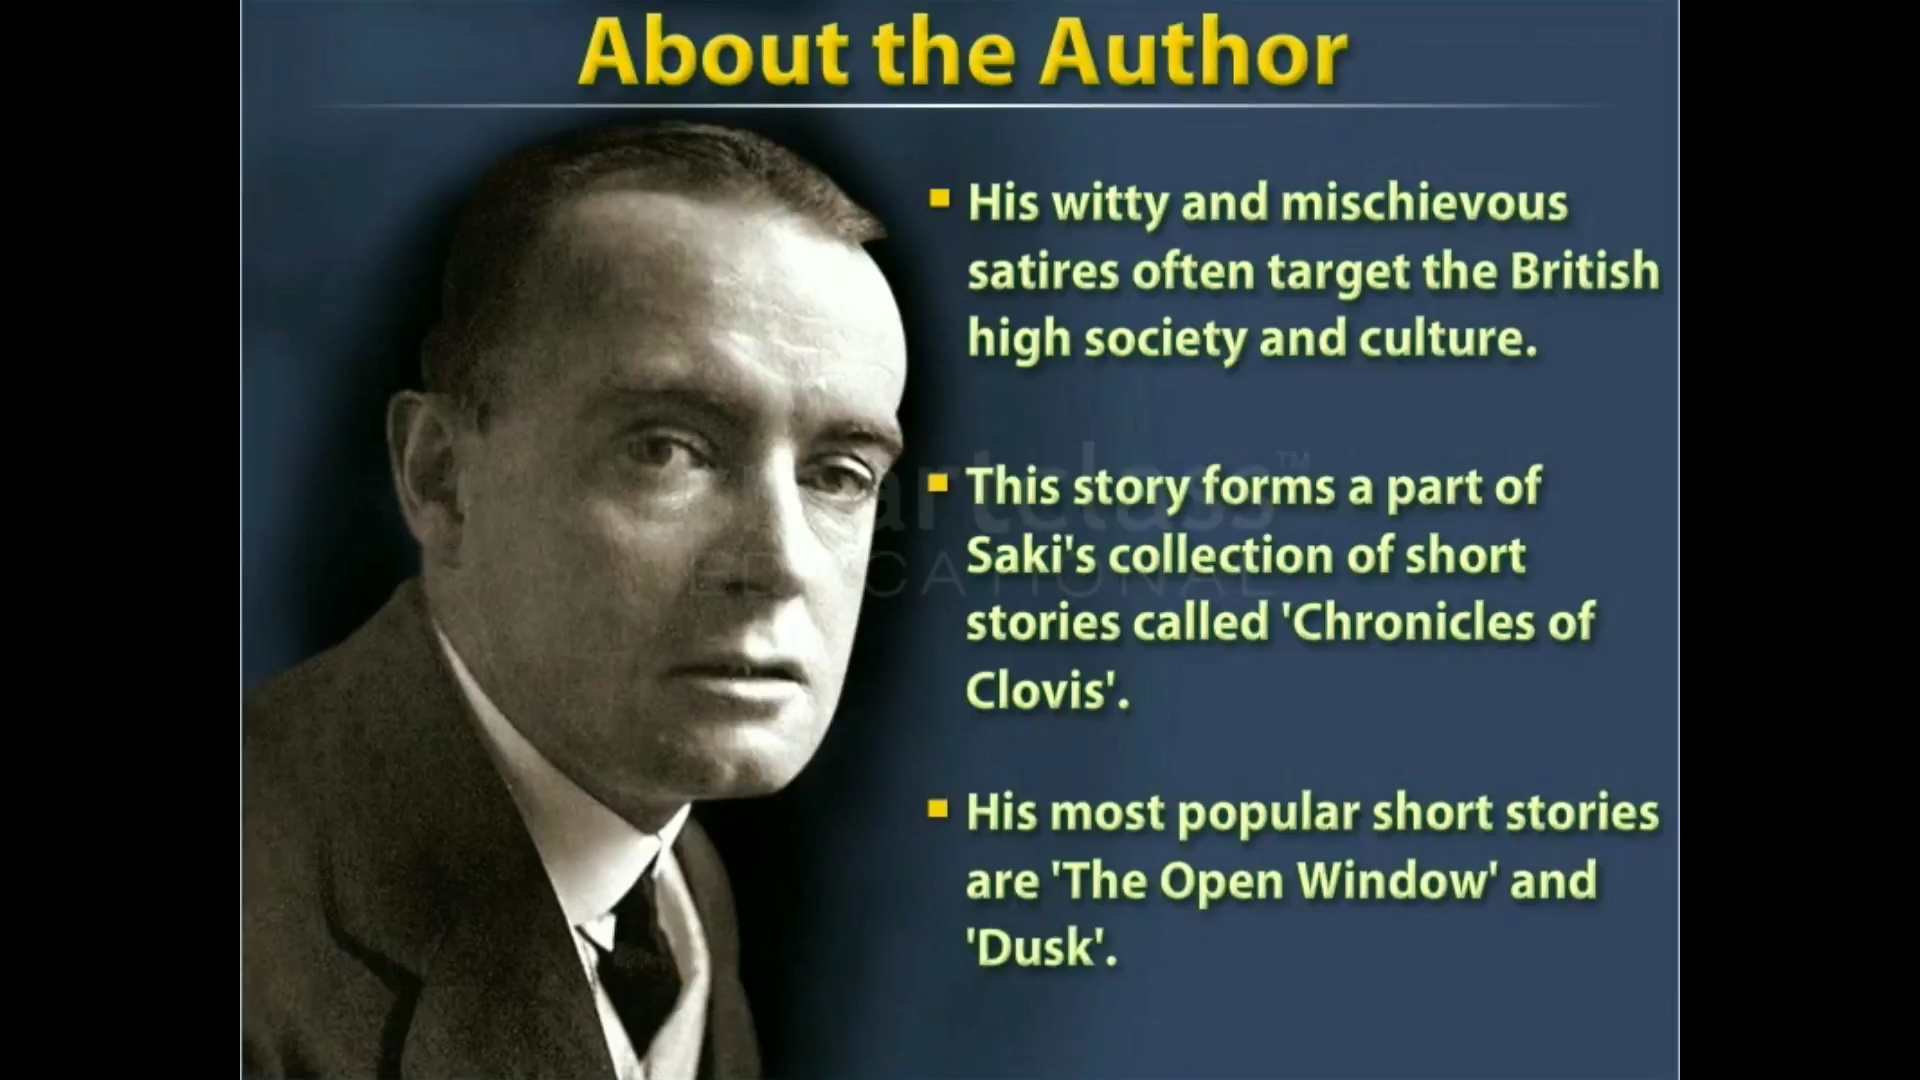 About the Author
His witty and mischievous
satires often target the British
high society and culture.
This story forms a part of
Saki's collection of short
stories called 'Chronicles of
Clovis'.
His most popular short stories
are 'The Open Window' and
'Dusk'.